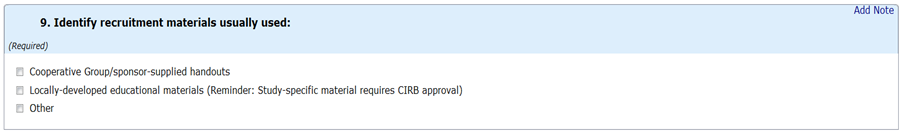 Add Note
9. Identify recruitment materials usually used:
(Required)
Cooperative Group/sponsor-supplied handouts
Locally-developed educational materials (Reminder: Study-specific material requires CIRB approval)
Other